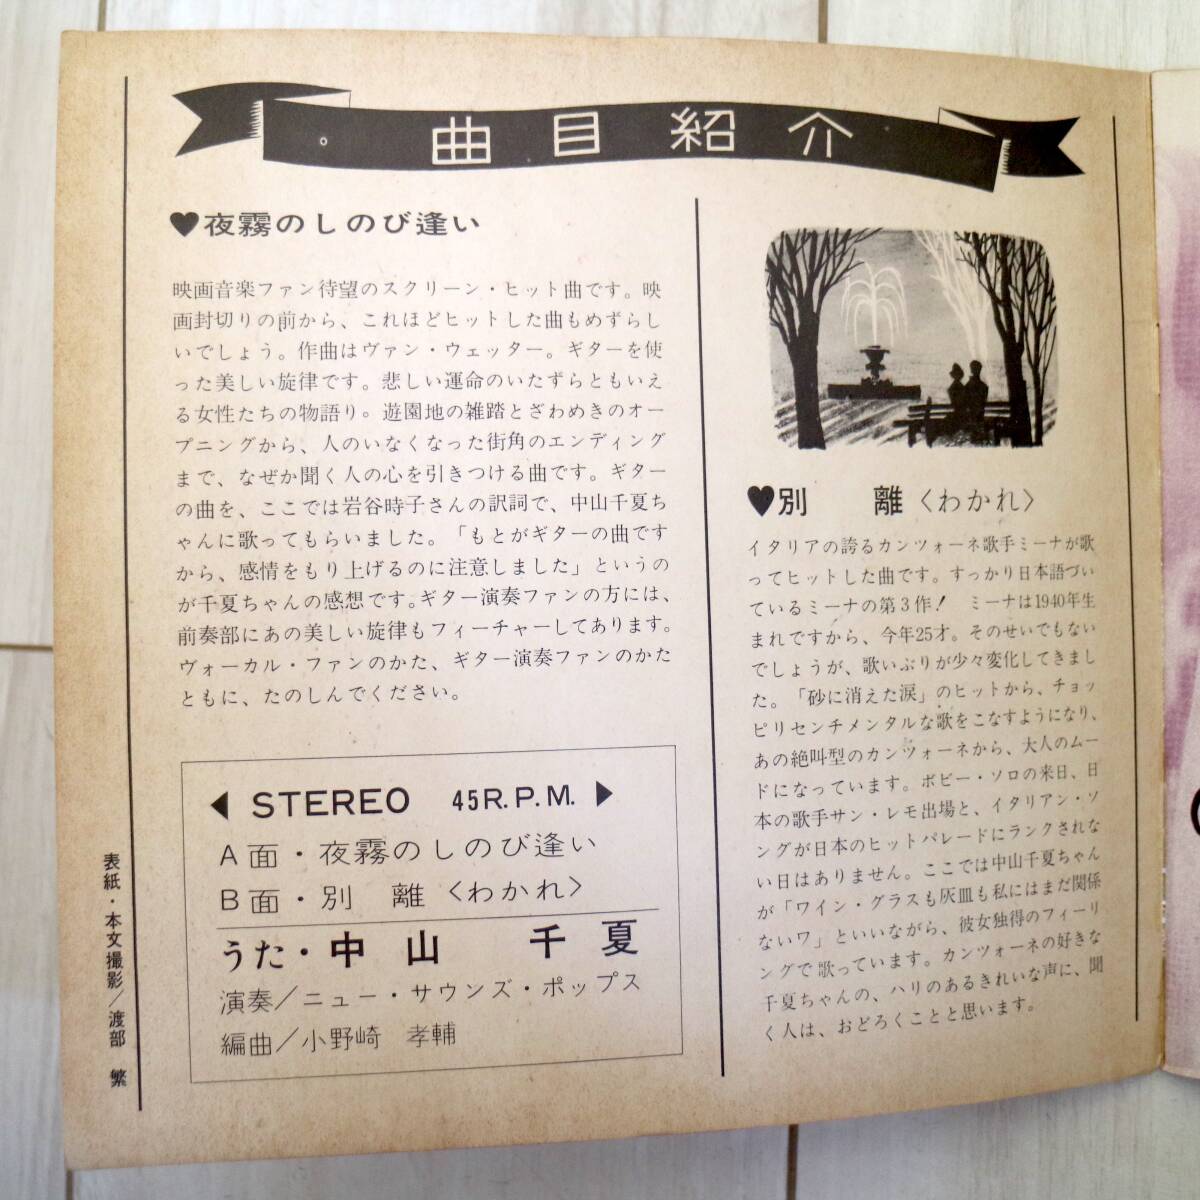 曲目紹介
♥夜霧のしのび逢い
映画音楽ファン待望のスクリーン・ヒット曲です。映
画封切りの前から、これほどヒットした曲もめずらし
いでしょう。作曲はヴァン・ウェッター。ギターを使
った美しい旋律です。悲しい運命のいたずらともいえ
る女性たちの物語り。遊園地の雑踏とざわめきのオー
プニングから、人のいなくなった街角のエンディング
まで、なぜか聞く人の心を引きつける曲です。ギター
の曲を、ここでは岩谷時子さんの訳詞で、中山千夏ち
ゃんに歌ってもらいました。「もとがギターの曲です
から、感情をもり上げるのに注意しました」というの
が千夏ちゃんの感想です。ギター演奏ファンの方には、
前奏部にあの美しい旋律もフィーチャーしてあります。
ヴォーカル・ファンのかた、ギター演奏ファンのかた
ともに、たのしんでください。
◀ STEREO 45R.P.M. ▶
A面・夜霧のしのび逢い
B面・別　離〈わかれ〉
うた・中山　千夏
演奏/ニュー・サウンズ・ポップス
編曲/小野崎　孝輔
表紙・本文撮影/渡部　繁
♥別　離〈わかれ〉
イタリアの誇るカンツォーネ歌手ミーナが歌
ってヒットした曲です。すっかり日本語づい
ているミーナの第3作!　ミーナは1940年生
まれですから、今年25才。そのせいでもない
でしょうが、歌いぶりが少々変化してきまし
た。「砂に消えた涙」のヒットから、チョッ
ピリセンチメンタルな歌をこなすようになり、
あの絶叫型のカンツォーネから、大人のムー
ドになっています。ボビー・ソロの来日、日
本の歌手サン・レモ出場と、イタリアン・ソ
ングが日本のヒットパレードにランクされな
い日はありません。ここでは中山千夏ちゃん
が「ワイン・グラスも灰皿も私にはまだ関係
ないワ」といいながら、彼女独得のフィーリ
ングで歌っています。カンツォーネの好きな
千夏ちゃんの、ハリのあるきれいな声に、聞
く人は、おどろくことと思います。